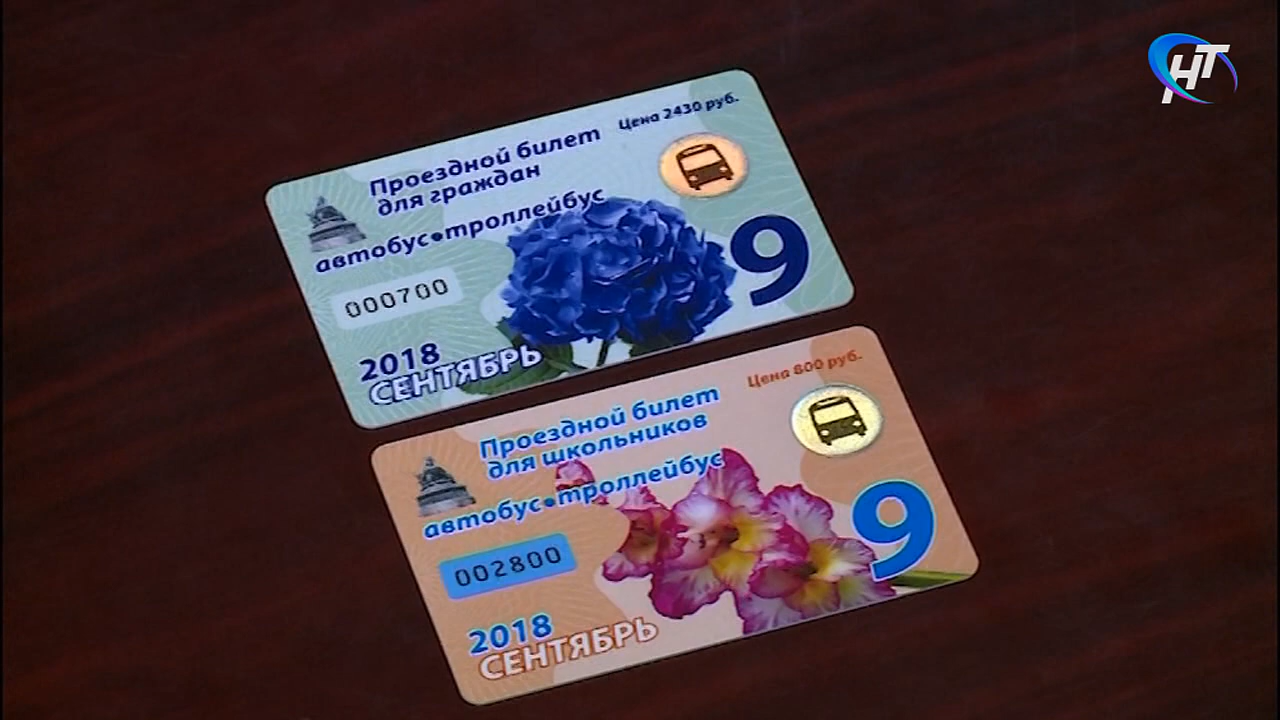 НТ
Цена 2430 руб.
Проездной билет
для граждан
автобус•троллейбус
9
000700
2018
СЕНТЯБРЬ
Цена 800 руб.
Проездной билет
для школьников
автобус•троллейбус
9
002800
2018
СЕНТЯБРЬ